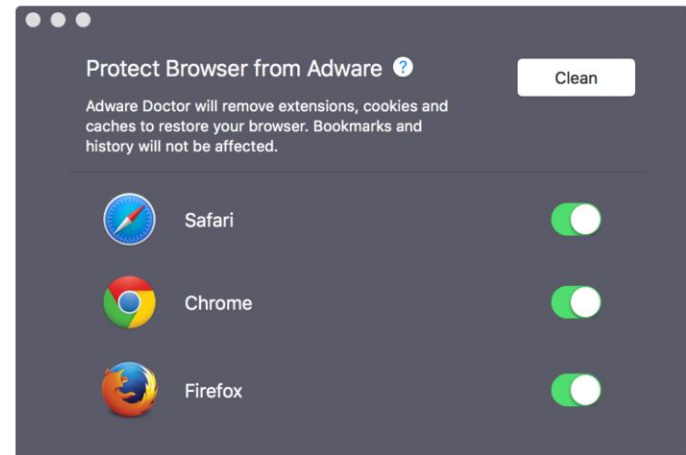 Protect Browser from Adware ?
Clean
Adware Doctor will remove extensions, cookies and
caches to restore your browser. Bookmarks and
history will not be affected.
Safari
Chrome
Firefox